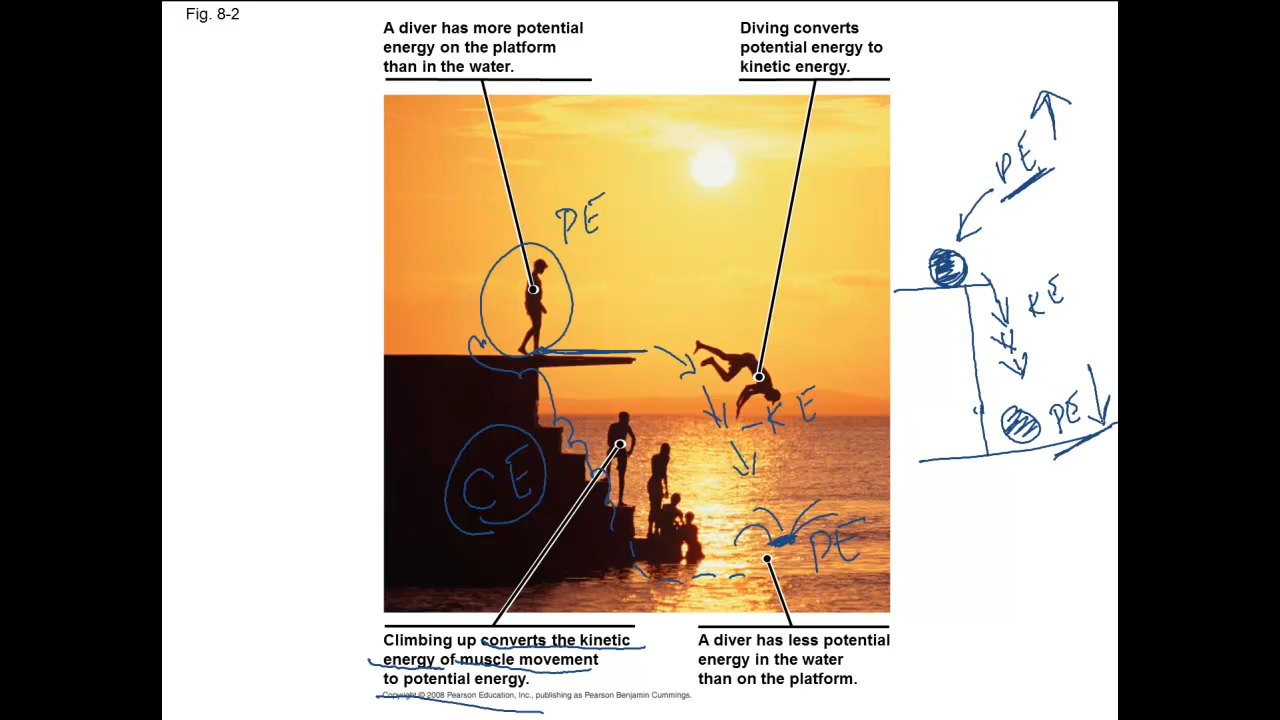 Fig. 8-2
A diver has more potential
energy on the platform
than in the water.
Diving converts
potential energy to
kinetic energy.
PE
PE
KE
KE
PE
CE
PE
Climbing up converts the kinetic
energy of muscle movement
to potential energy.
A diver has less potential
energy in the water
than on the platform.
Copyright © 2008 Pearson Education, Inc., publishing as Pearson Benjamin Cummings.